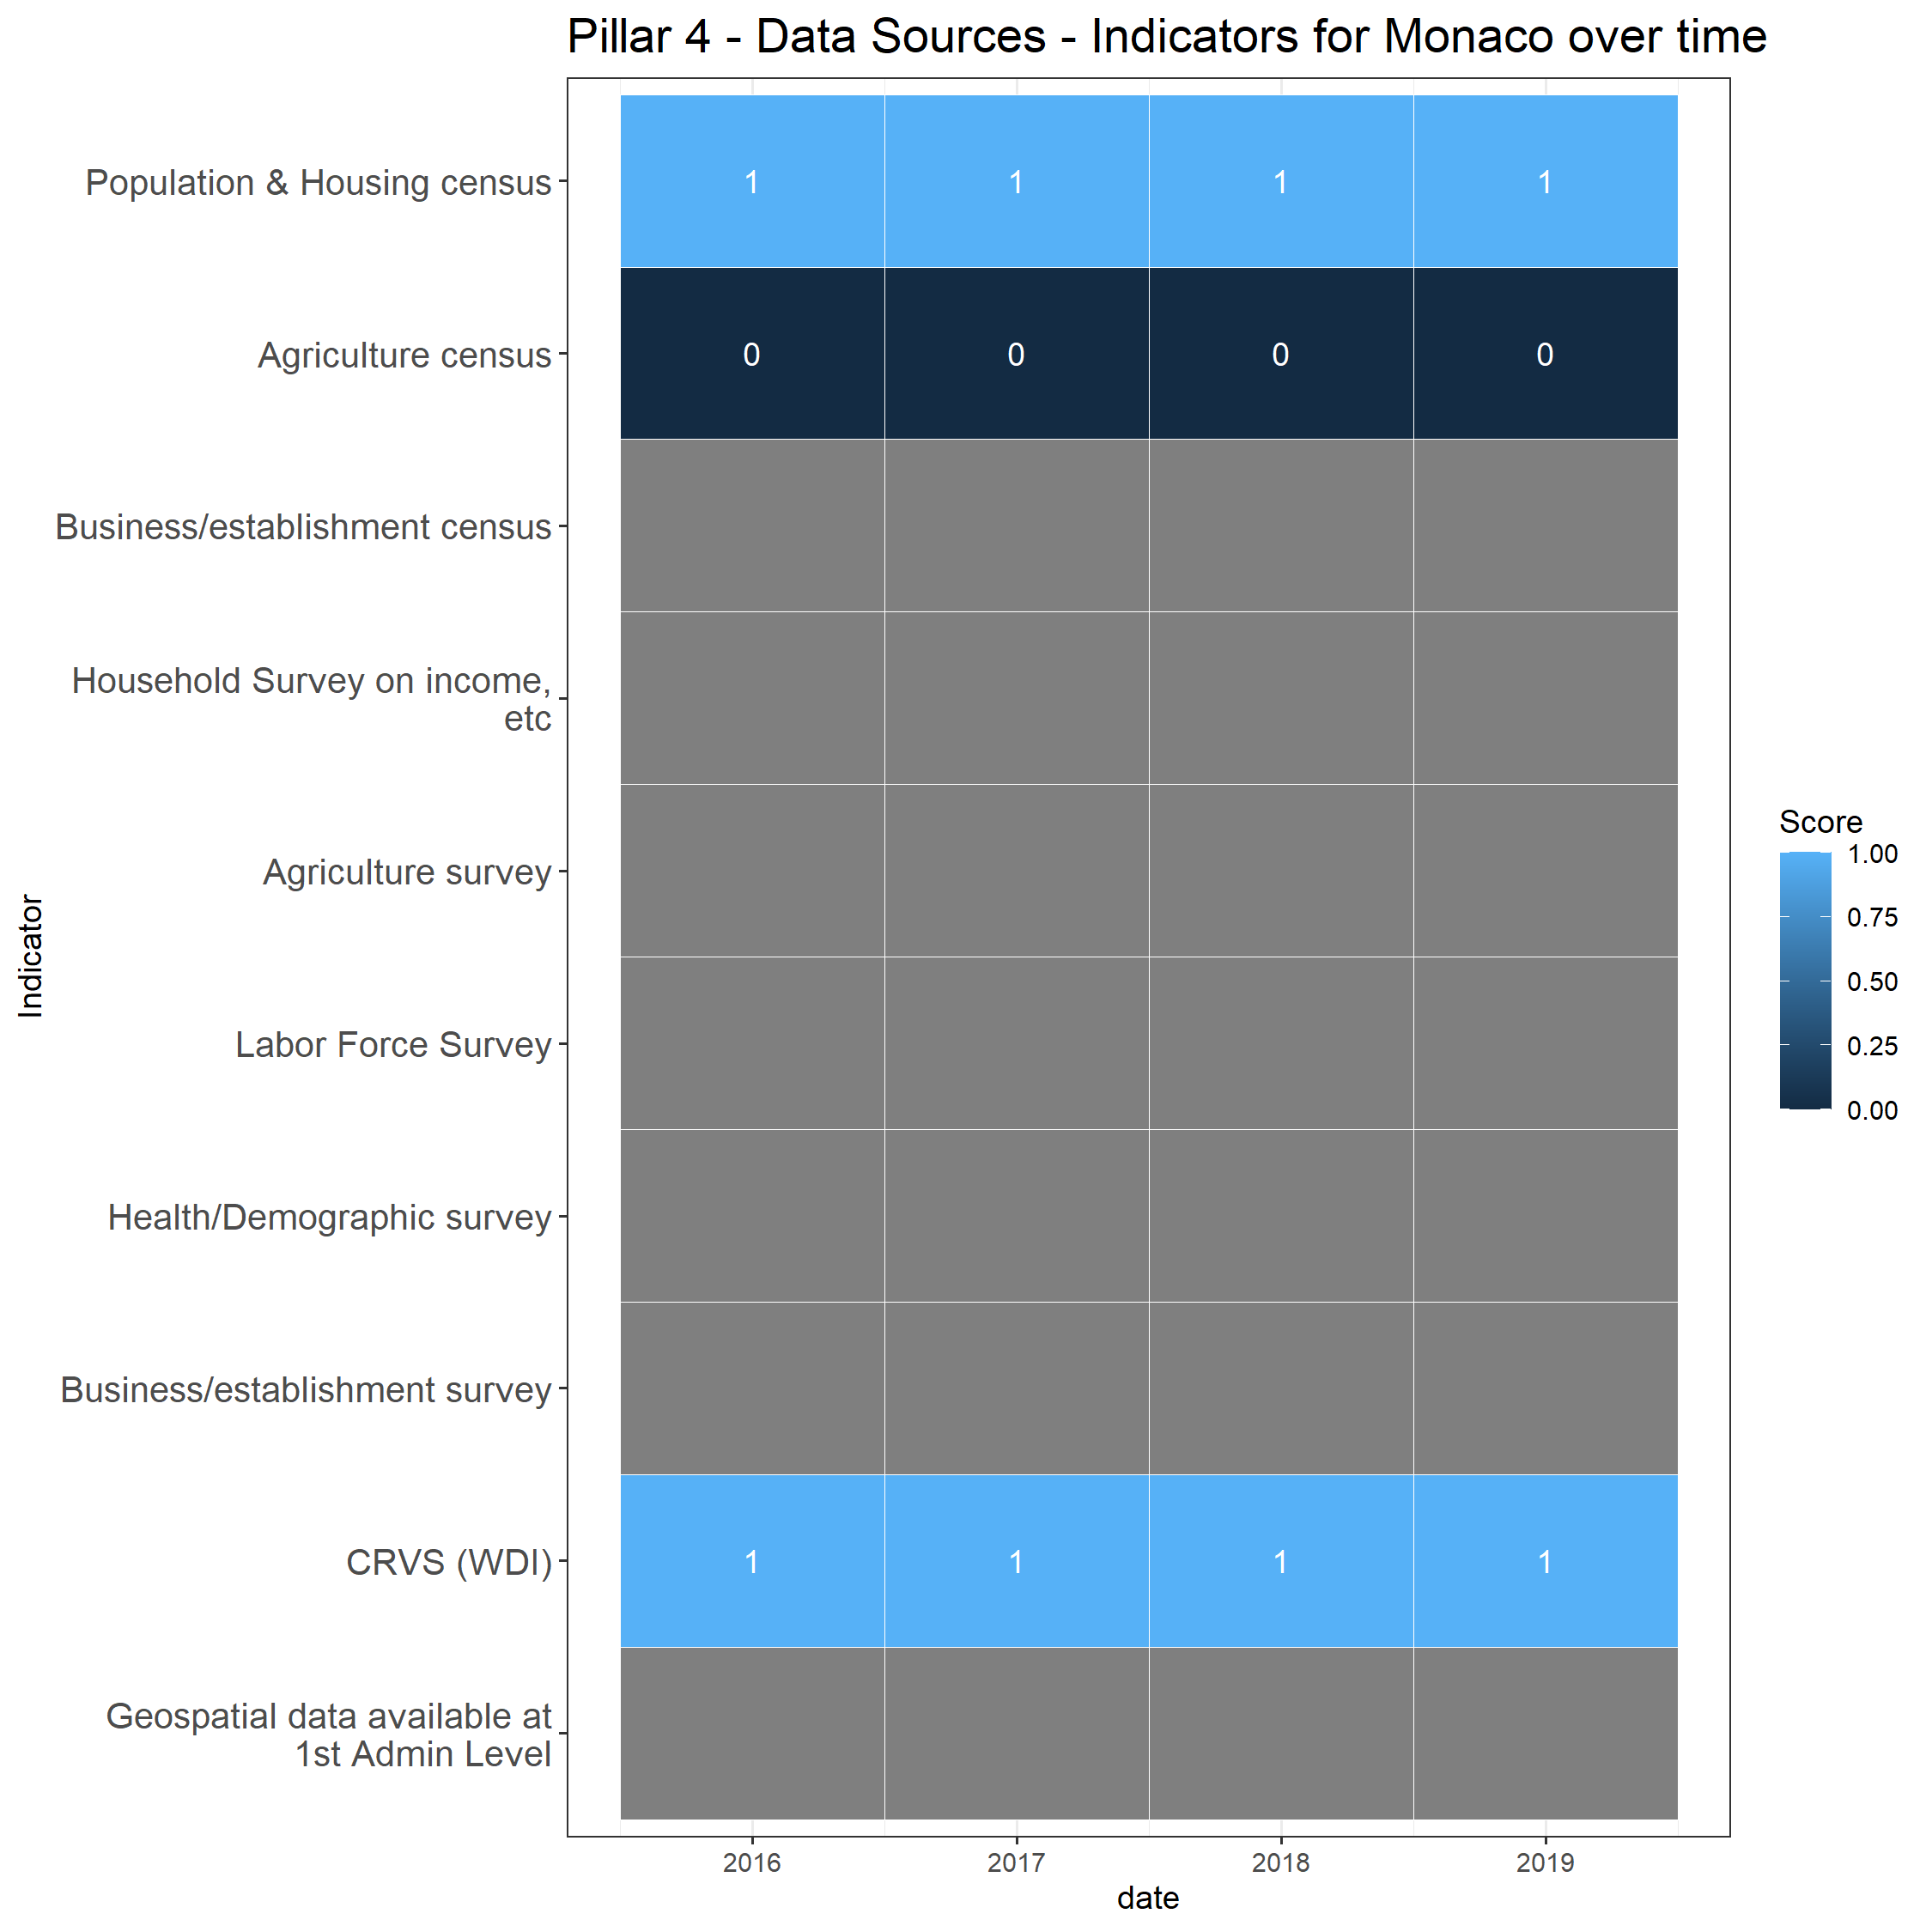 Pillar 4 - Data Sources - Indicators for Monaco over time
Indicator
Population & Housing census
1 1 1 1
Agriculture census
0 0 0 0
Business/establishment census
Household Survey on income,
etc
Agriculture survey
Labor Force Survey
Health/Demographic survey
Business/establishment survey
CRVS (WDI)
1 1 1 1
Geospatial data available at
1st Admin Level
2016 2017 2018 2019
date
Score
1.00
0.75
0.50
0.25
0.00